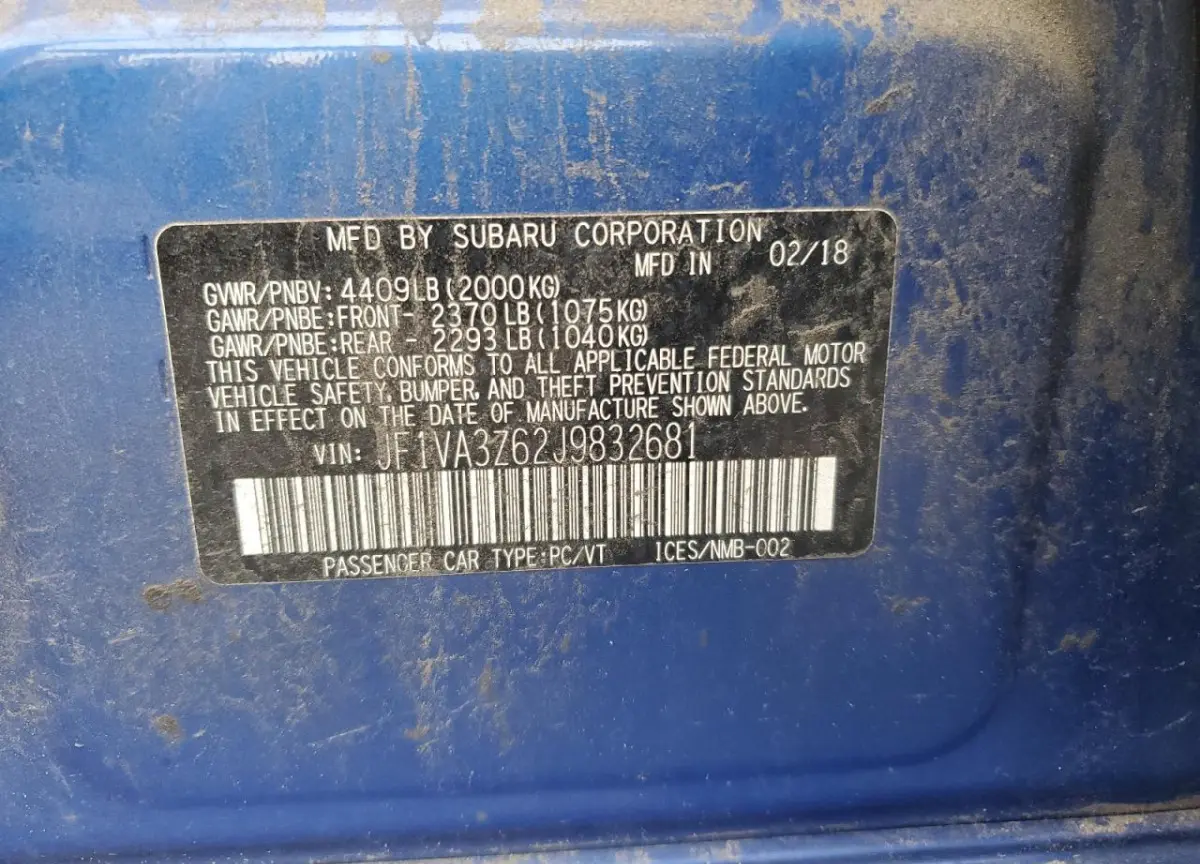 MFD BY SUBARU CORPORATION
MFD IN 02/18
GVWR/PNBV: 4409LB(2000KG)
GAWR/PNBE:FRONT- 2370LB(1075KG)
GAWR/PNBE:REAR - 2293LB(1040KG)
THIS VEHICLE CONFORMS TO ALL APPLICABLE FEDERAL MOTOR
VEHICLE SAFETY, BUMPER, AND THEFT PREVENTION STANDARDS
IN EFFECT ON THE DATE OF MANUFACTURE SHOWN ABOVE.
VIN: JF1VA3Z62J9832681
PASSENGER CAR TYPE:PC/VT ICES/NMB-002